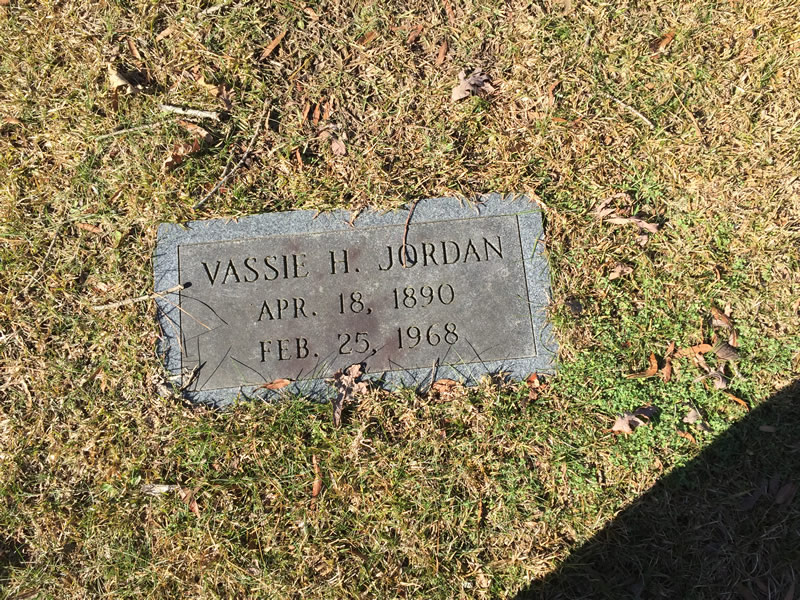 VASSIE H. JORDAN
APR. 18, 1890
FEB. 25, 1968